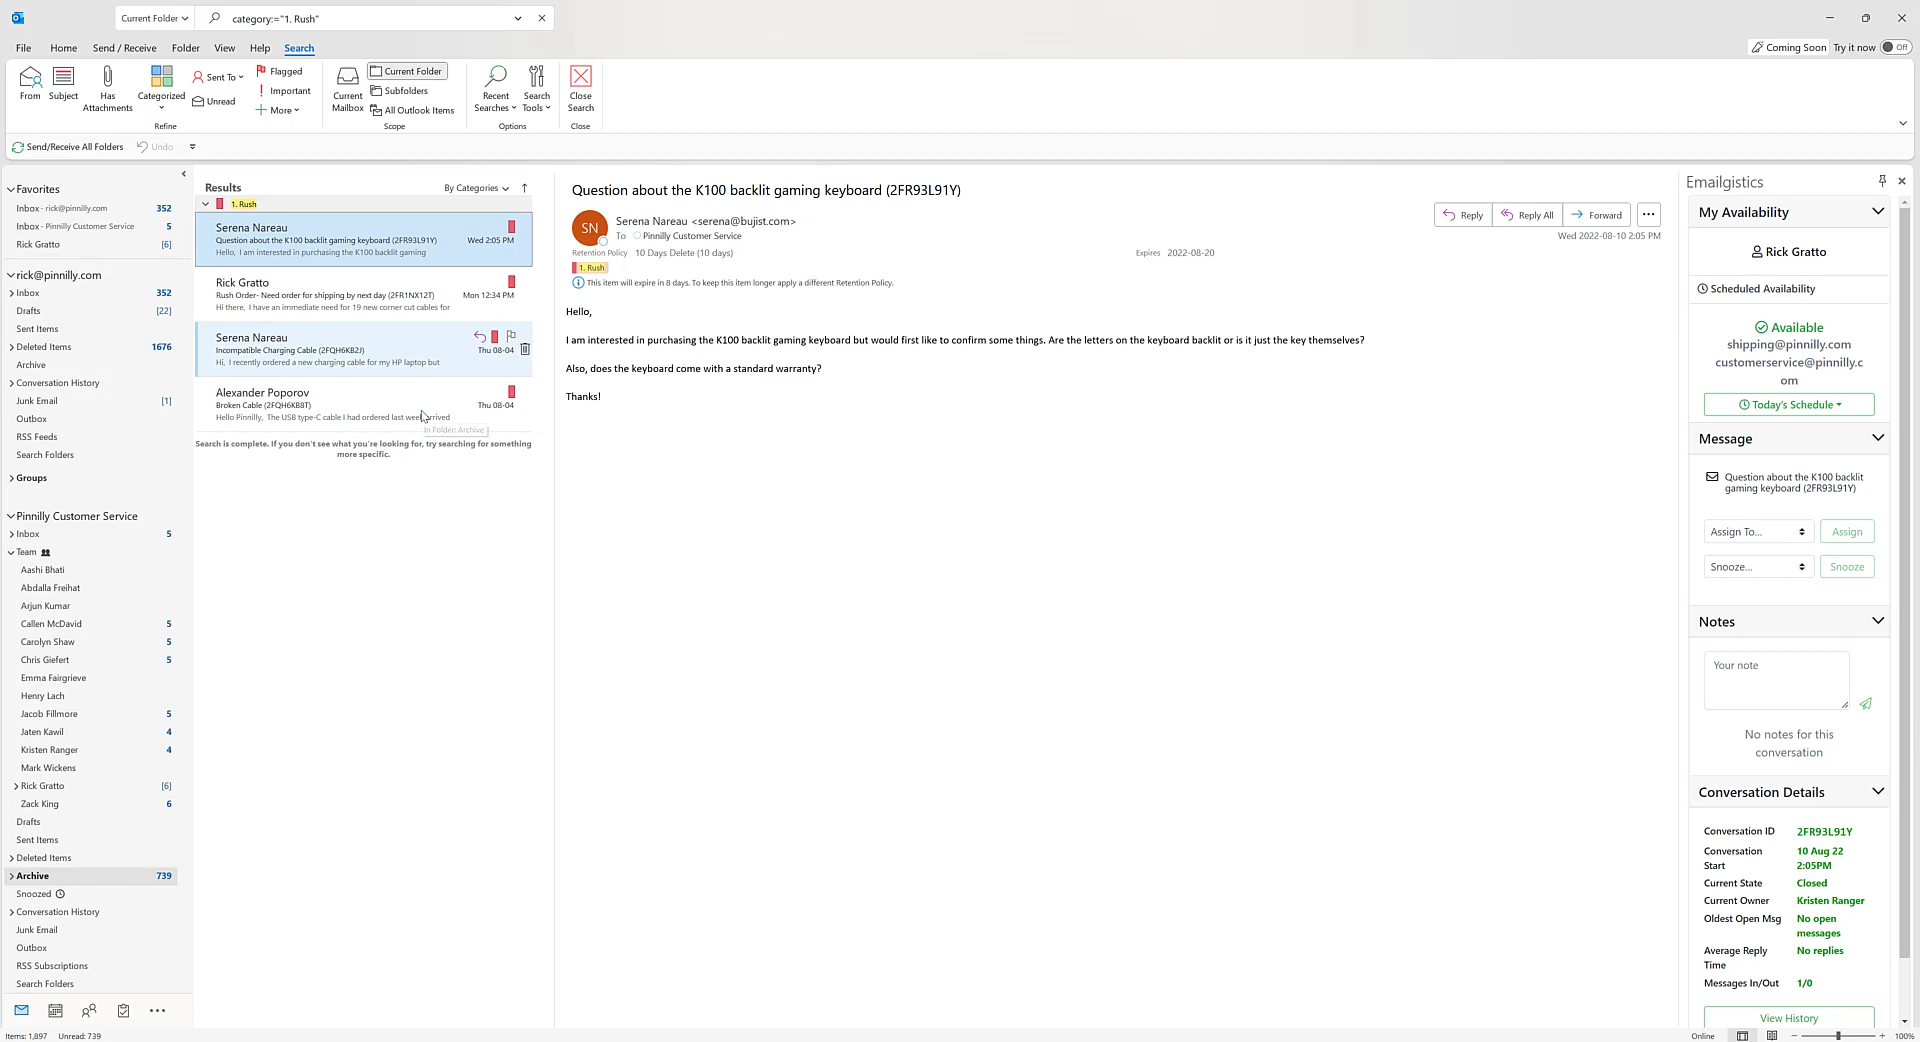 Current Folder
category:="1. Rush"
File
Home
Send / Receive
Folder
View
Help
Search
Coming Soon
Try it now
Off
From
Subject
Has
Attachments
Categorized
Sent To
Unread
Flagged
Important
More
Refine
Current
Mailbox
Current Folder
Subfolders
All Outlook Items
Scope
Recent
Searches
Search
Tools
Options
Close
Search
Close
Send/Receive All Folders
Undo
Favorites
Inbox - rick@pinnilly.com 352
Inbox - Pinnilly Customer Service 5
Rick Gratto [6]
rick@pinnilly.com
Inbox 352
Drafts [22]
Sent Items
Deleted Items 1676
Archive
Conversation History
Junk Email [1]
Outbox
RSS Feeds
Search Folders
Groups
Pinnilly Customer Service
Inbox 5
Team
Aashi Bhati
Abdalla Freihat
Arjun Kumar
Callen McDavid 5
Carolyn Shaw 5
Chris Giefert 5
Emma Fairgrieve
Henry Lach
Jacob Fillmore 5
Jaten Kawil 4
Kristen Ranger 4
Mark Wickens
Rick Gratto [6]
Zack King 6
Drafts
Sent Items
Deleted Items
Archive 739
Snoozed
Conversation History
Junk Email
Outbox
RSS Subscriptions
Search Folders
Items: 1,897 Unread: 739
Results
By Categories
1. Rush
Serena Nareau
Question about the K100 backlit gaming keyboard (2FR93L91Y) Wed 2:05 PM
Hello, I am interested in purchasing the K100 backlit gaming
Rick Gratto
Rush Order- Need order for shipping by next day (2FR1NX12T) Mon 12:34 PM
Hi there, I have an immediate need for 19 new corner cut cables for
Serena Nareau
Incompatible Charging Cable (2FQH6KB2J) Thu 08-04
Hi, I recently ordered a new charging cable for my HP laptop but
Alexander Poporov
Broken Cable (2FQH6KB8T) Thu 08-04
Hello Pinnilly, The USB type-C cable I had ordered last week arrived
In Folder: Archive
Search is complete. If you don't see what you're looking for, try searching for something
more specific.
Question about the K100 backlit gaming keyboard (2FR93L91Y)
SN
Serena Nareau <serena@bujist.com>
To Pinnilly Customer Service
Reply
Reply All
Forward
Wed 2022-08-10 2:05 PM
Retention Policy 10 Days Delete (10 days)
Expires 2022-08-20
1. Rush
This item will expire in 8 days. To keep this item longer apply a different Retention Policy.
Hello,
I am interested in purchasing the K100 backlit gaming keyboard but would first like to confirm some things. Are the letters on the keyboard backlit or is it just the key themselves?
Also, does the keyboard come with a standard warranty?
Thanks!
Emailgistics
My Availability
Rick Gratto
Scheduled Availability
Available
shipping@pinnilly.com
customerservice@pinnilly.c
om
Today's Schedule
Message
Question about the K100 backlit
gaming keyboard (2FR93L91Y)
Assign To...
Assign
Snooze...
Snooze
Notes
Your note
No notes for this
conversation
Conversation Details
Conversation ID 2FR93L91Y
Conversation 10 Aug 22
Start 2:05PM
Current State Closed
Current Owner Kristen Ranger
Oldest Open Msg No open
messages
Average Reply No replies
Time
Messages In/Out 1/0
View History
Online
100%